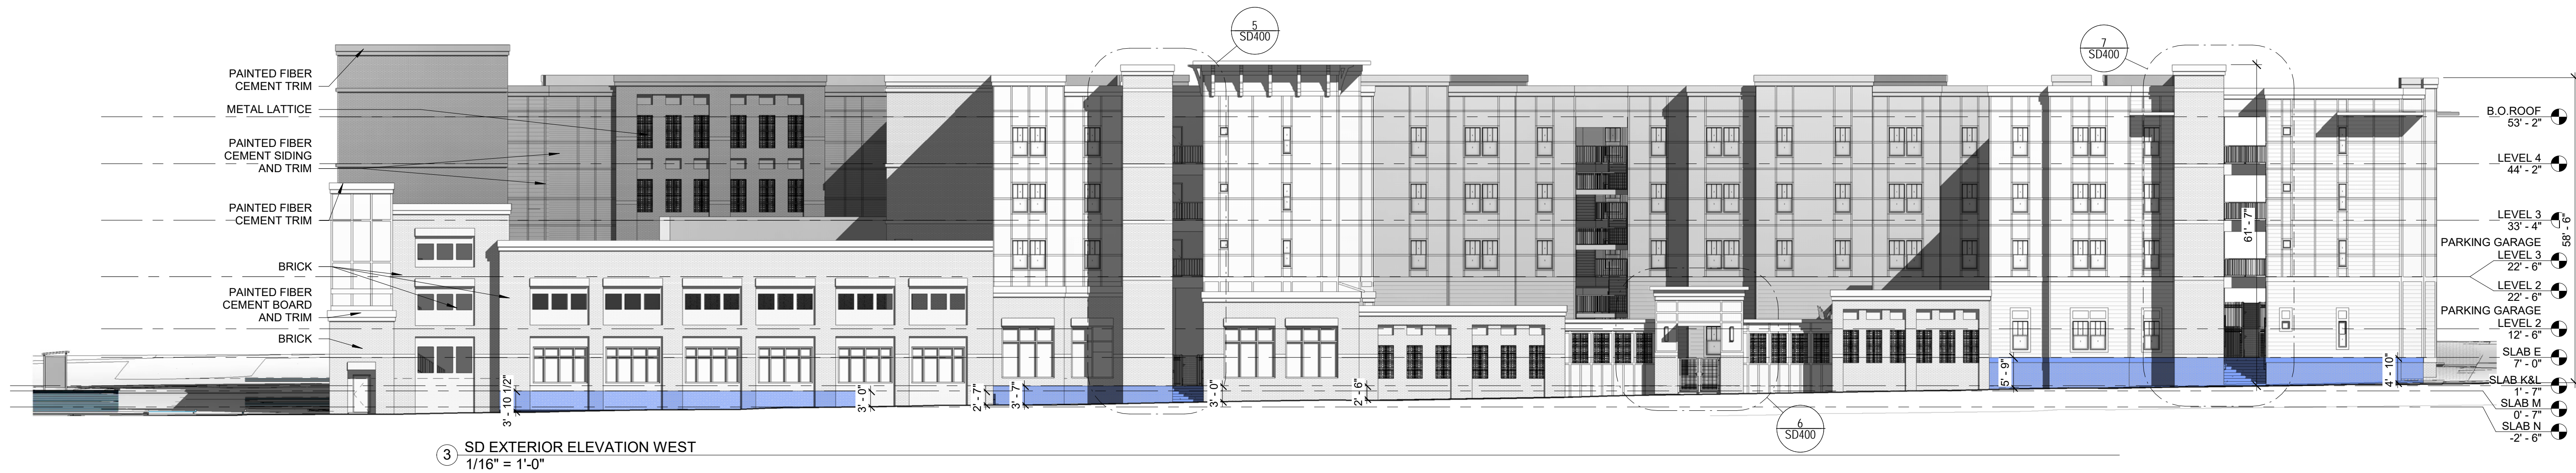 5
SD400
7
SD400
PAINTED FIBER
CEMENT TRIM
METAL LATTICE
PAINTED FIBER
CEMENT SIDING
AND TRIM
PAINTED FIBER
CEMENT TRIM
BRICK
PAINTED FIBER
CEMENT BOARD
AND TRIM
BRICK
B.O.ROOF
53' - 2"
LEVEL 4
44' - 2"
LEVEL 3
33' - 4"
PARKING GARAGE
LEVEL 3
22' - 6"
LEVEL 2
22' - 6"
PARKING GARAGE
LEVEL 2
12' - 6"
SLAB E
7' - 0"
SLAB K&L
1' - 7"
SLAB M
0' - 7"
SLAB N
-2' - 6"
58' - 6"
61' - 7"
3' - 10 1/2"
3' - 0"
2' - 7"
3' - 7"
3' - 0"
2' - 6"
5' - 9"
4' - 10"
6
SD400
3 SD EXTERIOR ELEVATION WEST
1/16" = 1'-0"